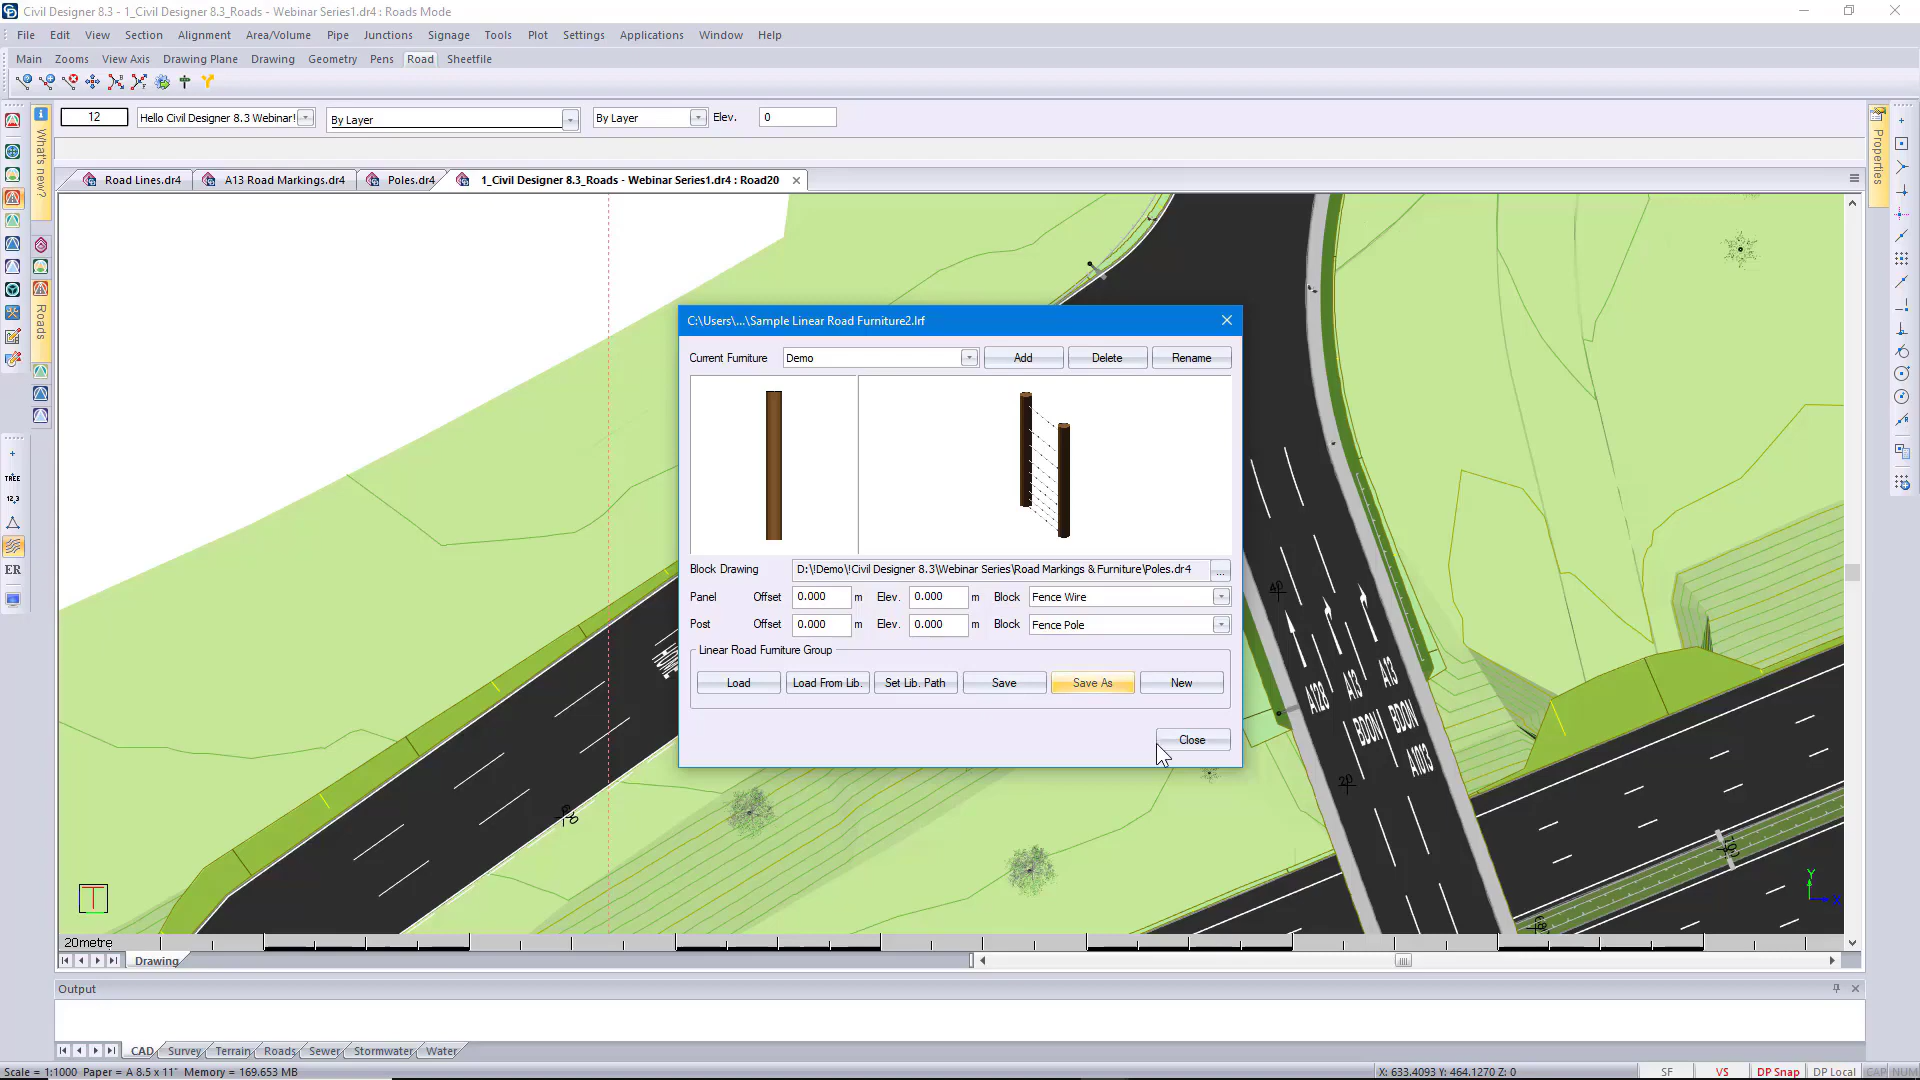 Civil Designer 8.3 - 1_Civil Designer 8.3_Roads - Webinar Series1.dr4 : Roads Mode
File Edit View Section Alignment Area/Volume Pipe Junctions Signage Tools Plot Settings Applications Window Help
Main Zooms View Axis Drawing Plane Drawing Geometry Pens Road Sheetfile
12 Hello Civil Designer 8.3 Webinar! By Layer By Layer Elev. 0
What's new?
Properties
Road Lines.dr4 A13 Road Markings.dr4 Poles.dr4 1_Civil Designer 8.3_Roads - Webinar Series1.dr4 : Road20
Roads
TREE
12.3
ER
C:\Users\...\Sample Linear Road Furniture2.lrf
Current Furniture Demo Add Delete Rename
Block Drawing D:\!Demo\!Civil Designer 8.3\Webinar Series\Road Markings & Furniture\Poles.dr4 ...
Panel Offset 0.000 m Elev. 0.000 m Block Fence Wire
Post Offset 0.000 m Elev. 0.000 m Block Fence Pole
Linear Road Furniture Group
Load Load From Lib. Set Lib. Path Save Save As New
Close
40
A128 A13 A13
BDON BDON
A1013
20
Y
20metre
Drawing
Output
CAD Survey Terrain Roads Sewer Stormwater Water
Scale = 1:1000 Paper = A 8.5 x 11" Memory = 169.653 MB X: 633.4093 Y: 464.1270 Z: 0 SF VS DP Snap DP Local CAP NUM